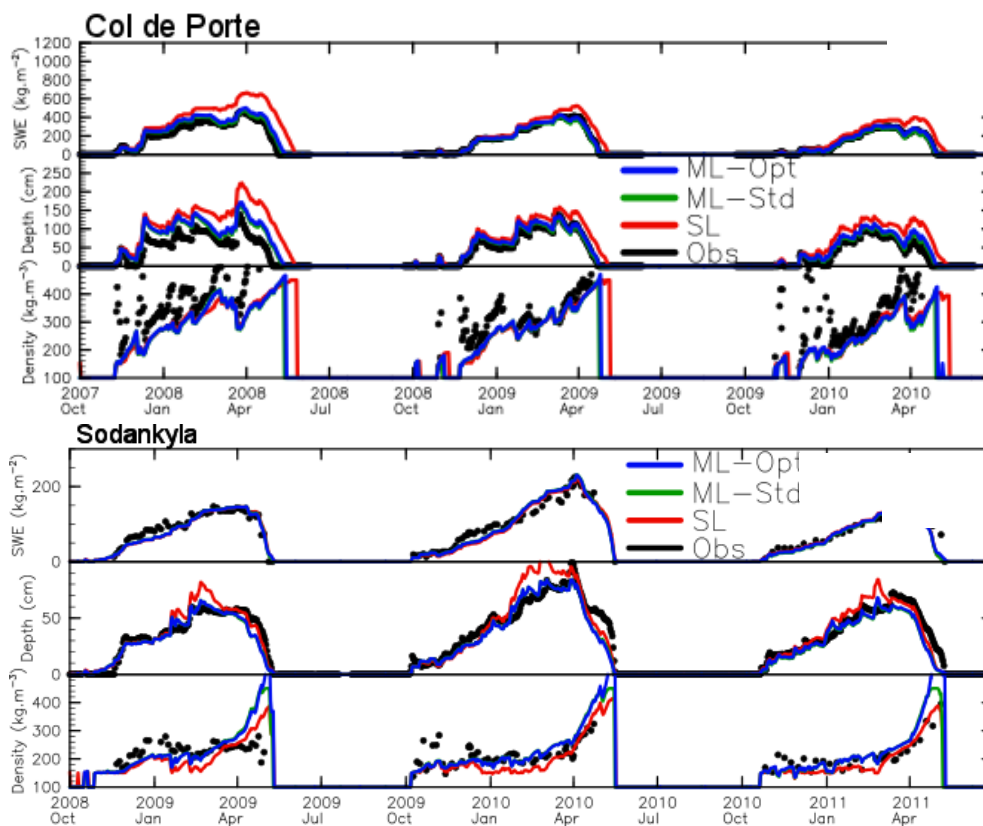 Col de Porte
1200
1000
800
600
400
200
0
SWE (kg.m−2)
250
200
150
100
50
0
Depth (cm)
ML−Opt
ML−Std
SL
Obs
400
300
200
100
Density (kg.m−3)
2007 2008 2008 2008 2008 2009 2009 2009 2009 2010 2010
Oct Jan Apr Jul Oct Jan Apr Jul Oct Jan Apr
Sodankyla
200
0
SWE (kg.m−2)
ML−Opt
ML−Std
SL
Obs
50
0
Depth (cm)
400
300
200
100
Density (kg.m−3)
2008 2009 2009 2009 2009 2010 2010 2010 2010 2011 2011
Oct Jan Apr Jul Oct Jan Apr Jul Oct Jan Apr